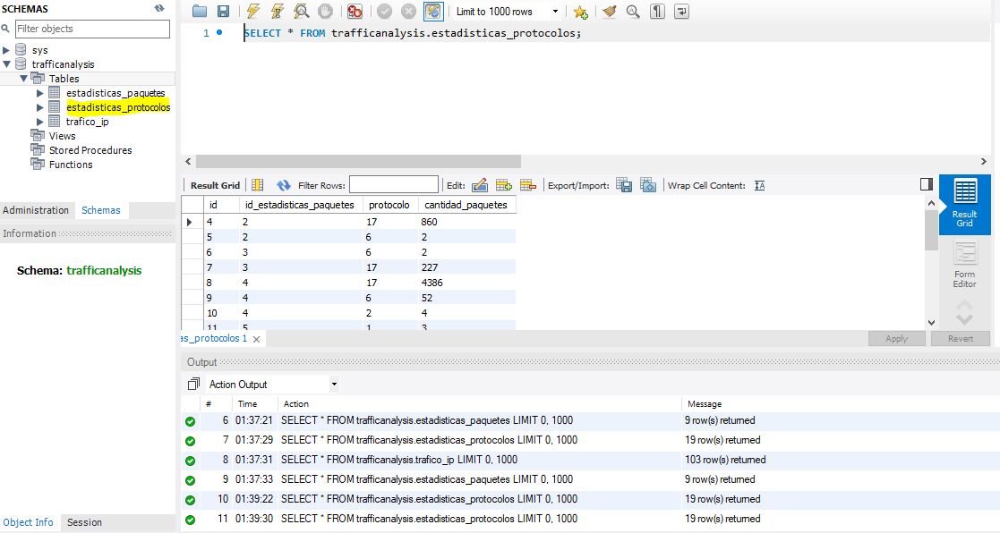 SCHEMAS
Filter objects
sys
trafficanalysis
Tables
estadisticas_paquetes
estadisticas_protocolos
trafico_ip
Views
Stored Procedures
Functions
Administration Schemas
Information
Schema: trafficanalysis
Object Info Session
Limit to 1000 rows
1 SELECT * FROM trafficanalysis.estadisticas_protocolos;
Result Grid Filter Rows: Edit: Export/Import: Wrap Cell Content:
id id_estadisticas_paquetes protocolo cantidad_paquetes
4 2 17 860
5 2 6 2
6 3 6 2
7 3 17 227
8 4 17 4386
9 4 6 52
10 4 2 4
11 5 1 3
Result
Grid
Form
Editor
as_protocolos 1
Apply Revert
Output
Action Output
# Time Action Message
6 01:37:21 SELECT * FROM trafficanalysis.estadisticas_paquetes LIMIT 0, 1000 9 row(s) returned
7 01:37:29 SELECT * FROM trafficanalysis.estadisticas_protocolos LIMIT 0, 1000 19 row(s) returned
8 01:37:31 SELECT * FROM trafficanalysis.trafico_ip LIMIT 0, 1000 103 row(s) returned
9 01:37:33 SELECT * FROM trafficanalysis.estadisticas_paquetes LIMIT 0, 1000 9 row(s) returned
10 01:39:22 SELECT * FROM trafficanalysis.estadisticas_protocolos LIMIT 0, 1000 19 row(s) returned
11 01:39:30 SELECT * FROM trafficanalysis.estadisticas_protocolos LIMIT 0, 1000 19 row(s) returned